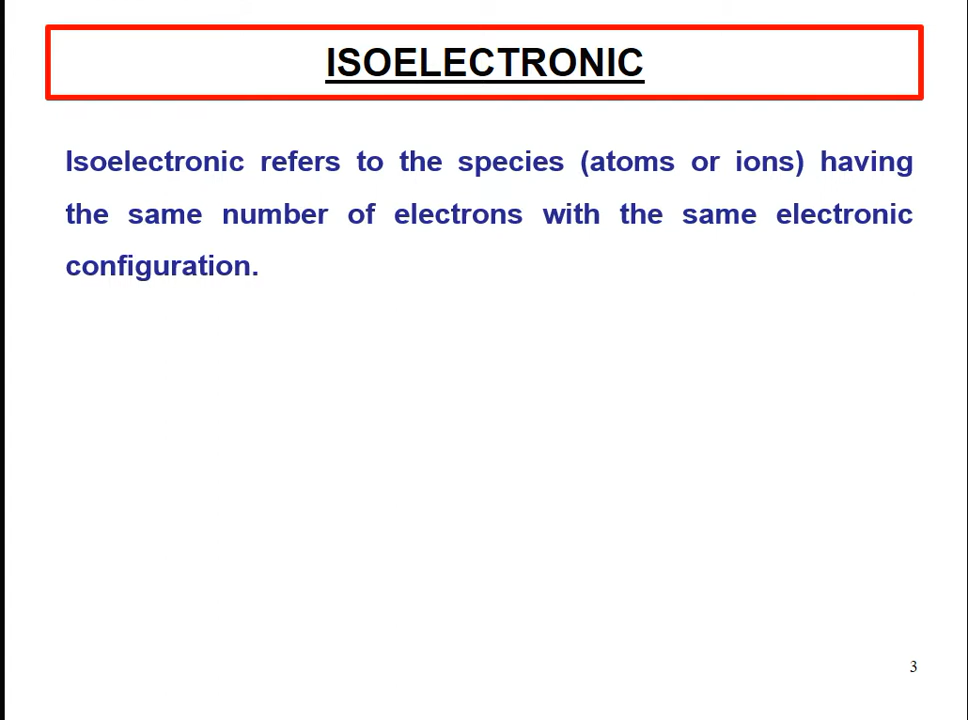 ISOELECTRONIC
Isoelectronic refers to the species (atoms or ions) having
the same number of electrons with the same electronic
configuration.
3